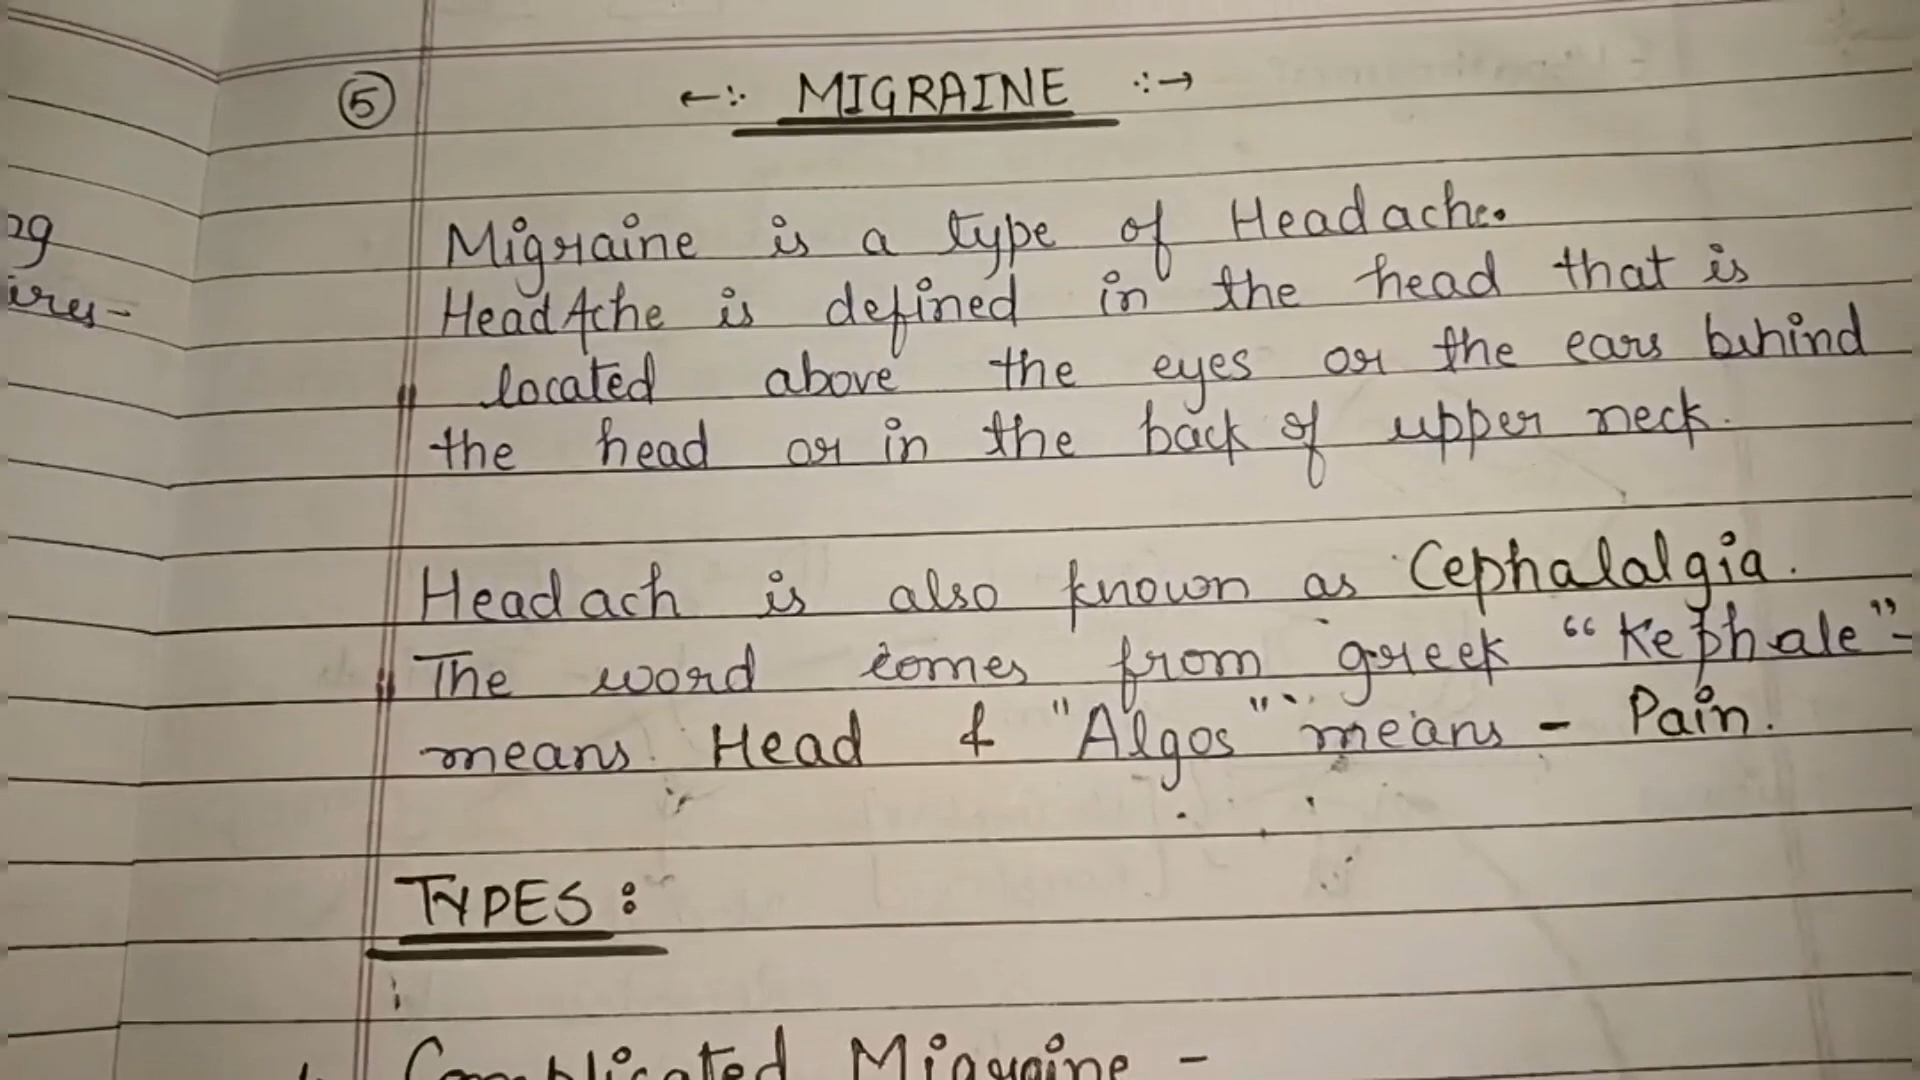 ⑤ ←:· MIGRAINE ·:→
Migraine is a type of Headache.
HeadAche is defined in the head that is
located above the eyes or the ears behind
the head or in the back of upper neck.
Headach is also known as Cephalalgia.
The word comes from greek “Kephale”-
means Head & "Algos" means - Pain.
TYPES :
Complicated Migraine -